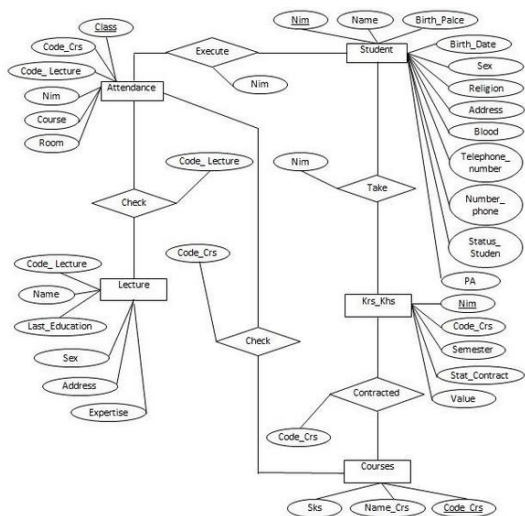 Nim
Name
Birth_Palce
Class
Execute
Student
Birth_Date
Code_Crs
Sex
Code_ Lecture
Attendance
Nim
Religion
Nim
Address
Course
Blood
Room
Telephone_
number
Code_ Lecture
Nim
Take
Number_
phone
Check
Status_
Studen
Code_Lecture
Code_Crs
PA
Name
Lecture
Krs_Khs
Nim
Last_Education
Code_Crs
Sex
Check
Semester
Address
Stat_Contract
Expertise
Contracted
Value
Code_Crs
Courses
Sks
Name_Crs
Code_Crs